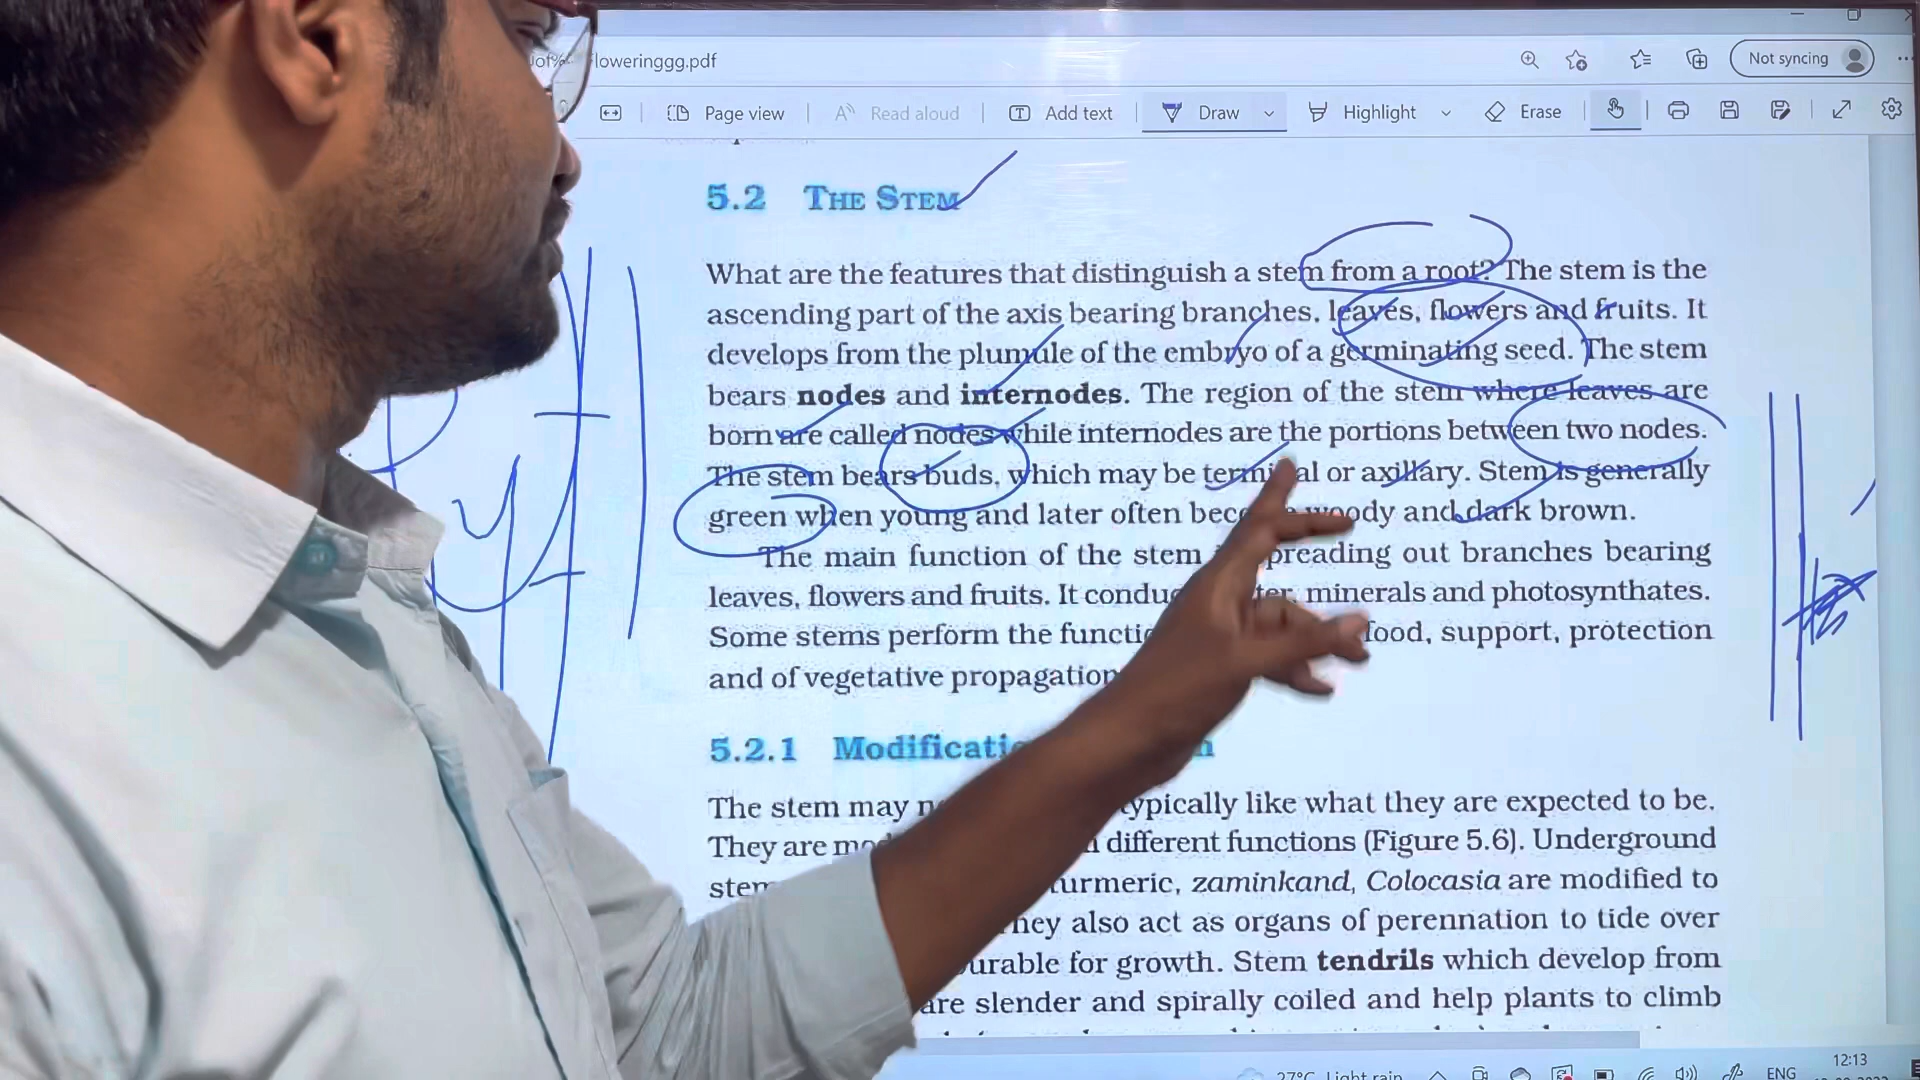 loweringgg.pdf
Not syncing
Page view
Read aloud
Add text
Draw
Highlight
Erase
5.2 THE STEM
What are the features that distinguish a stem from a root? The stem is the
ascending part of the axis bearing branches, leaves, flowers and fruits. It
develops from the plumule of the embryo of a germinating seed. The stem
bears nodes and internodes. The region of the stem where leaves are
born are called nodes while internodes are the portions between two nodes.
The stem bears buds, which may be terminal or axillary. Stem is generally
green when young and later often woody and dark brown.
The main function of the stem spreading out branches bearing
leaves, flowers and fruits. It minerals and photosynthates.
Some stems perform the food, support, protection
and of vegetative propagation
5.2.1
The stem may typically like what they are expected to be.
They are different functions (Figure 5.6). Underground
turmeric, zaminkand, Colocasia are modified to
They also act as organs of perennation to tide over
for growth. Stem tendrils which develop from
are slender and spirally coiled and help plants to climb
27°C Light rain
ENG
12:13